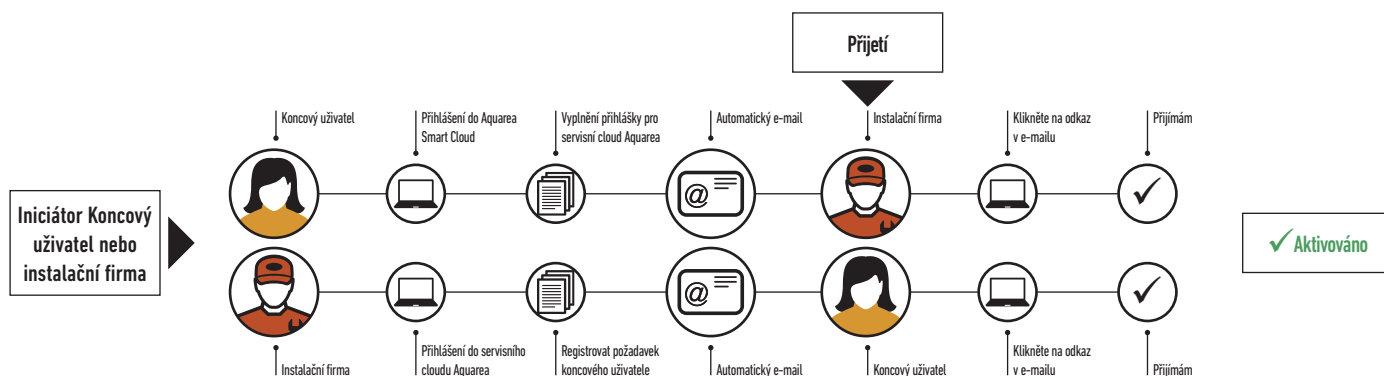 Přijetí
Koncový uživatel
Přihlášení do Aquarea
Smart Cloud
Vyplnění přihlášky pro
servisní cloud Aquarea
Automatický e-mail
Instalační firma
Klikněte na odkaz
v e-mailu
Přijímám
Iniciátor Koncový
uživatel nebo
instalační firma
@
Aktivováno
@
Instalační firma
Přihlášení do servisního
cloudu Aquarea
Registrovat požadavek
koncového uživatele
Automatický e-mail
Koncový uživatel
Klikněte na odkaz
v e-mailu
Přijímám